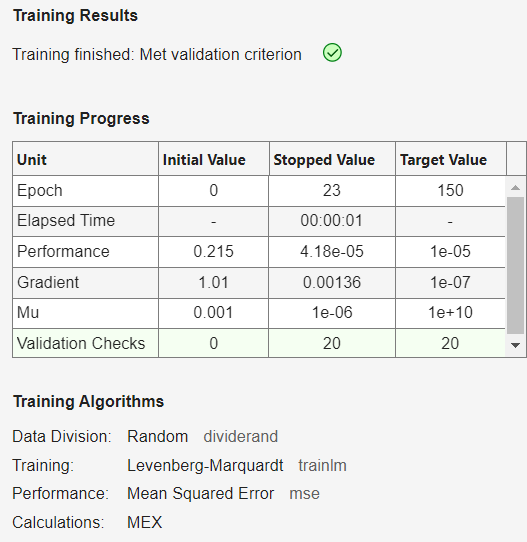 Training Results
Training finished: Met validation criterion
Training Progress
Unit Initial Value Stopped Value Target Value
Epoch 0 23 150
Elapsed Time - 00:00:01 -
Performance 0.215 4.18e-05 1e-05
Gradient 1.01 0.00136 1e-07
Mu 0.001 1e-06 1e+10
Validation Checks 0 20 20
Training Algorithms
Data Division: Random dividerand
Training: Levenberg-Marquardt trainlm
Performance: Mean Squared Error mse
Calculations: MEX